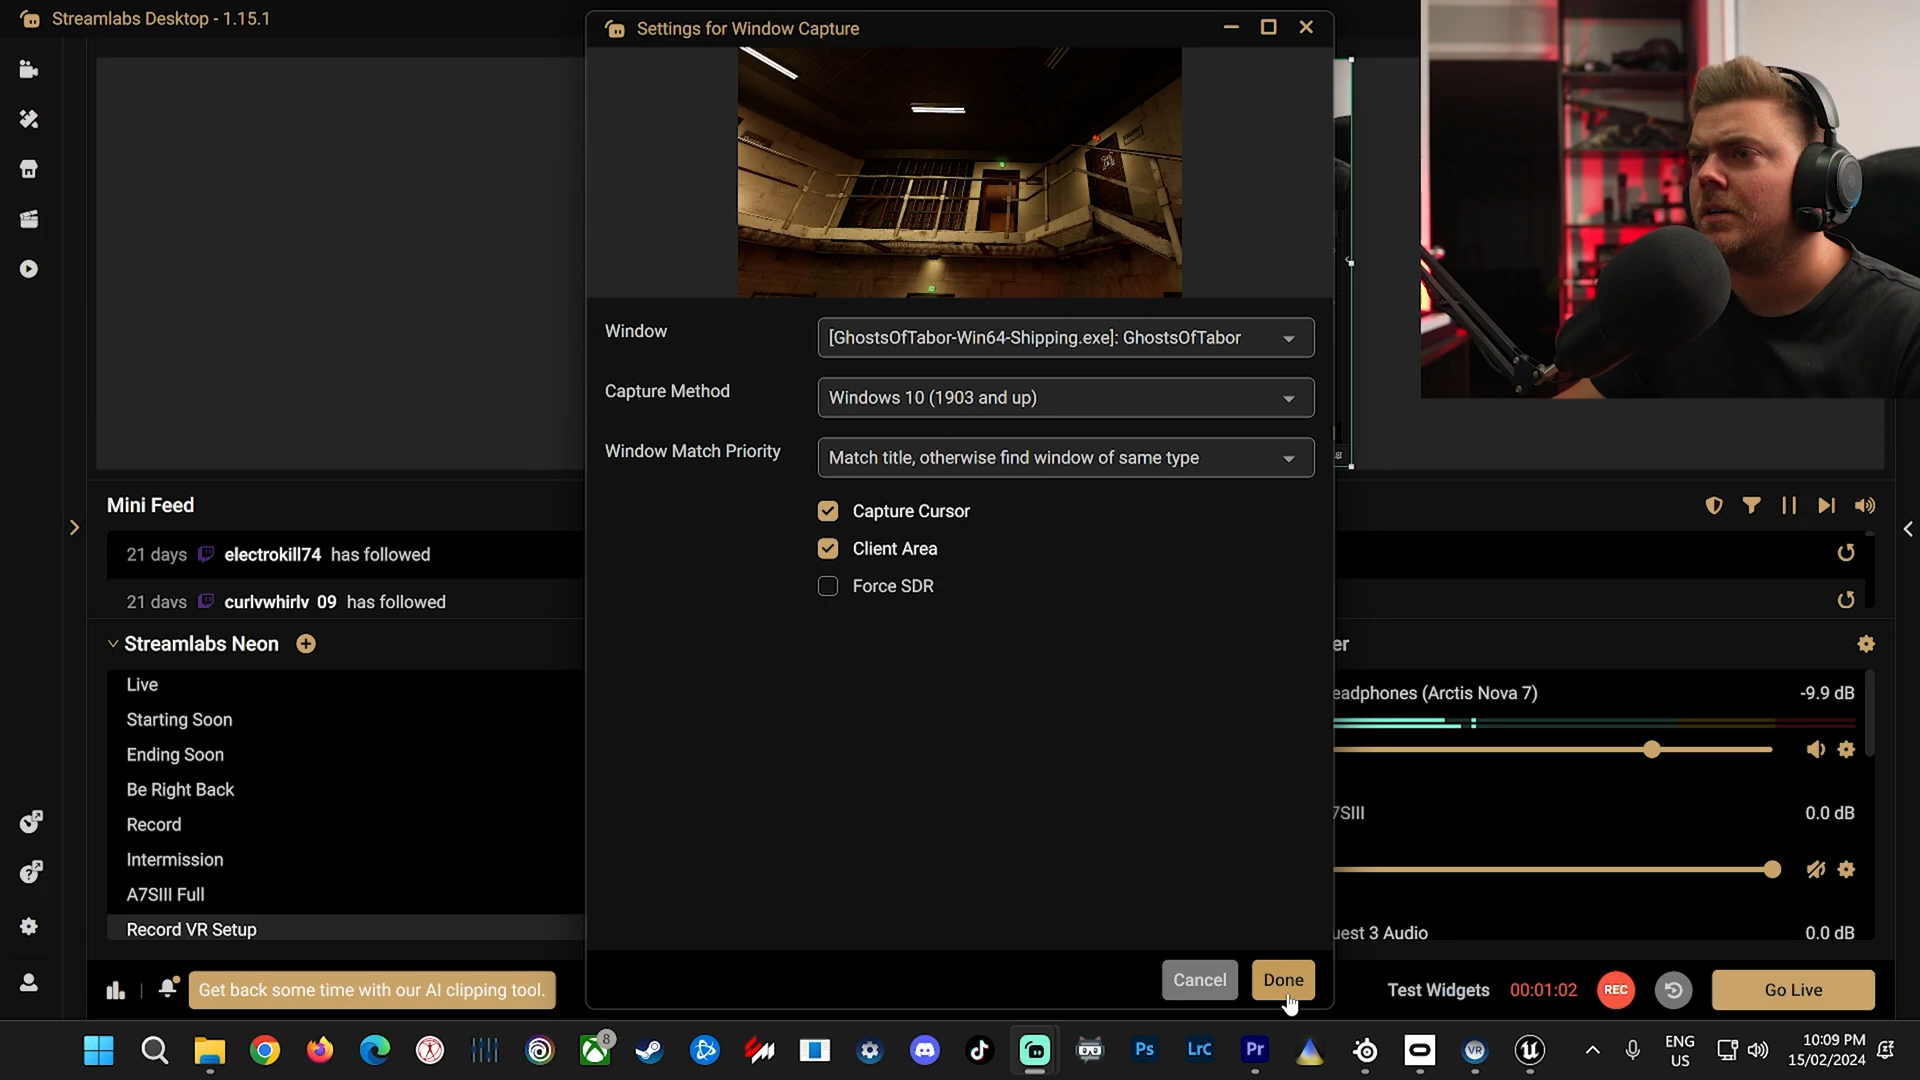 Streamlabs Desktop - 1.15.1
Settings for Window Capture
Window
[GhostsOfTabor-Win64-Shipping.exe]: GhostsOfTabor
Capture Method
Windows 10 (1903 and up)
Window Match Priority
Match title, otherwise find window of same type
Capture Cursor
Client Area
Force SDR
Mini Feed
21 days electrokill74 has followed
21 days curlvwhirlv 09 has followed
Streamlabs Neon
Live
Starting Soon
Ending Soon
Be Right Back
Record
Intermission
A7SIII Full
Record VR Setup
er
eadphones (Arctis Nova 7) -9.9 dB
7SIII 0.0 dB
uest 3 Audio 0.0 dB
Cancel
Done
Get back some time with our AI clipping tool.
Test Widgets 00:01:02 REC Go Live
8
Ps
LrC
Pr
VR
ENG
US
10:09 PM
15/02/2024